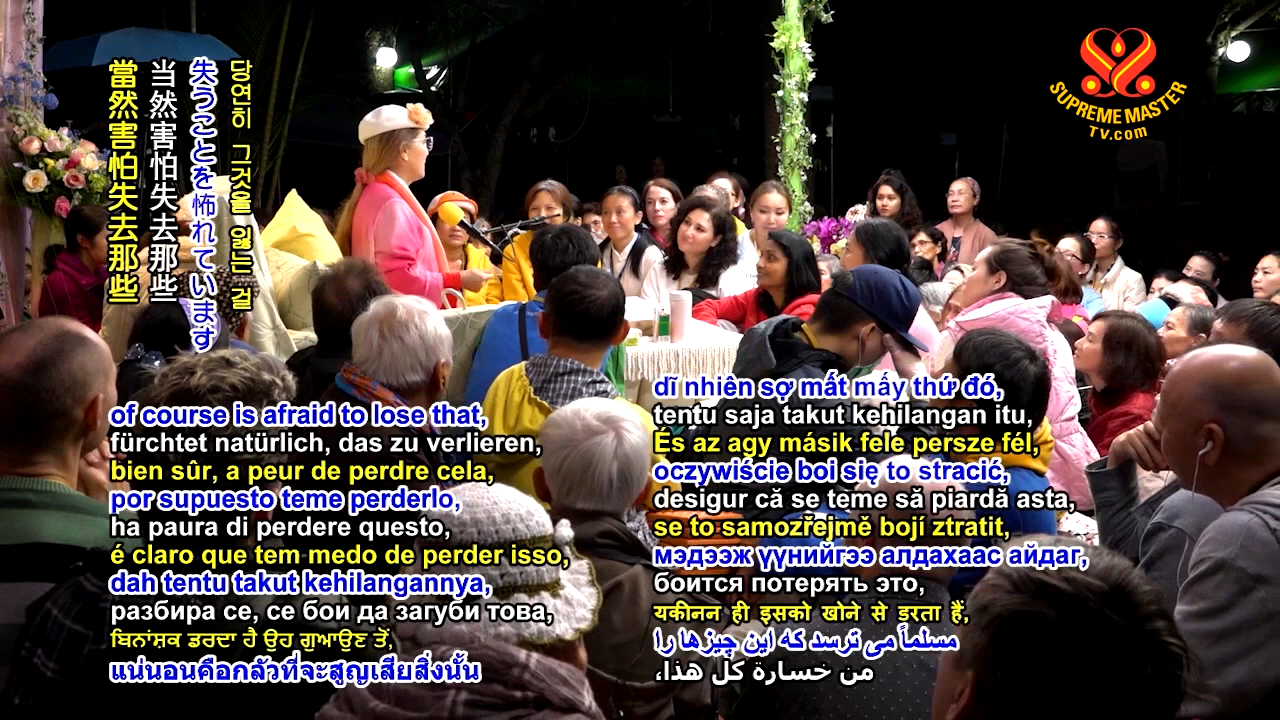 當然害怕失去那些
当然害怕失去那些
失うことを怖れています
당연히 그것을 잃는 걸
SUPREME MASTER
TV.com
of course is afraid to lose that,
fürchtet natürlich, das zu verlieren,
bien sûr, a peur de perdre cela,
por supuesto teme perderlo,
ha paura di perdere questo,
é claro que tem medo de perder isso,
dah tentu takut kehilangannya,
разбира се, се бои да загуби това,
ਬਿਨਾਂਸ਼ਕ ਡਰਦਾ ਹੈ ਉਹ ਗੁਆਉਣ ਤੋਂ,
แน่นอนคือกลัวที่จะสูญเสียสิ่งนั้น
dĩ nhiên sợ mất mấy thứ đó,
tentu saja takut kehilangan itu,
És az agy másik fele persze fél,
oczywiście boi się to stracić,
desigur că se teme să piardă asta,
se to samozřejmě bojí ztratit,
мэдээж үүнийгээ алдахаас айдаг,
боится потерять это,
यकीनन ही इसको खोने से डरता हैं,
مسلماً می ترسد که این چیزها را
من خسارة كل هذا،